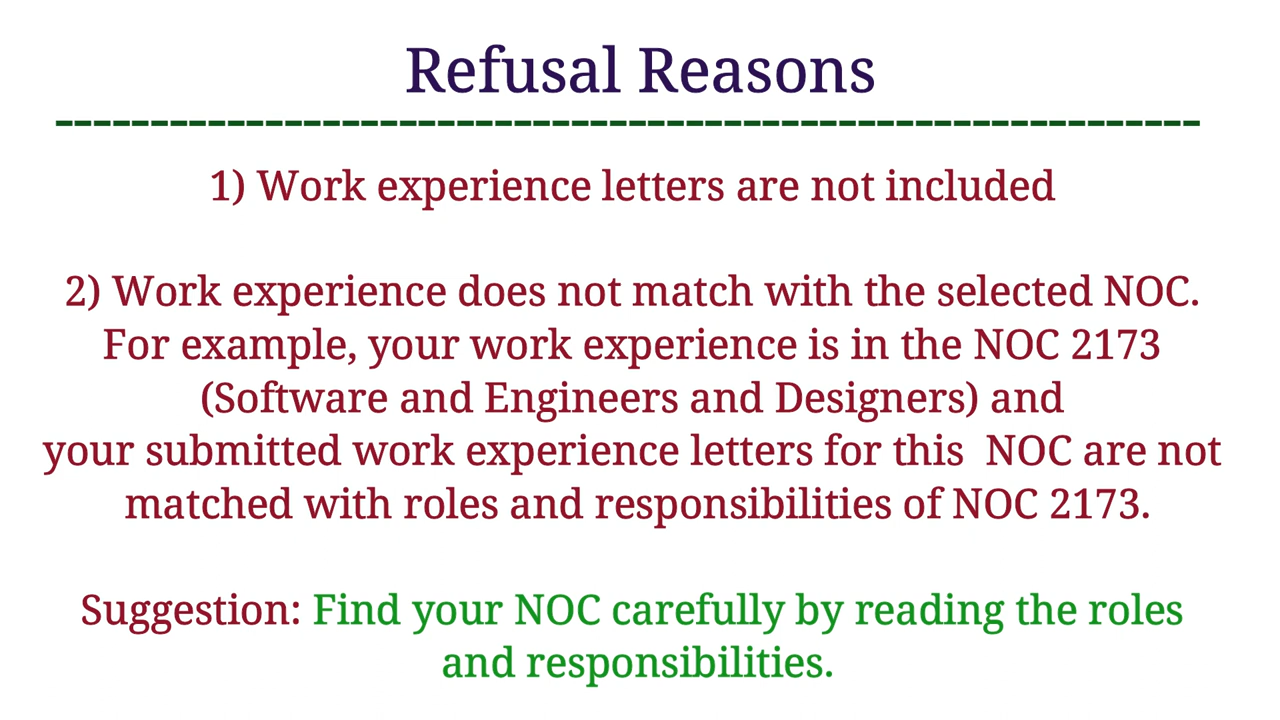 Refusal Reasons
------------------------------------------------------------
1) Work experience letters are not included
2) Work experience does not match with the selected NOC.
For example, your work experience is in the NOC 2173
(Software and Engineers and Designers) and
your submitted work experience letters for this  NOC are not
matched with roles and responsibilities of NOC 2173.
Suggestion: Find your NOC carefully by reading the roles
and responsibilities.